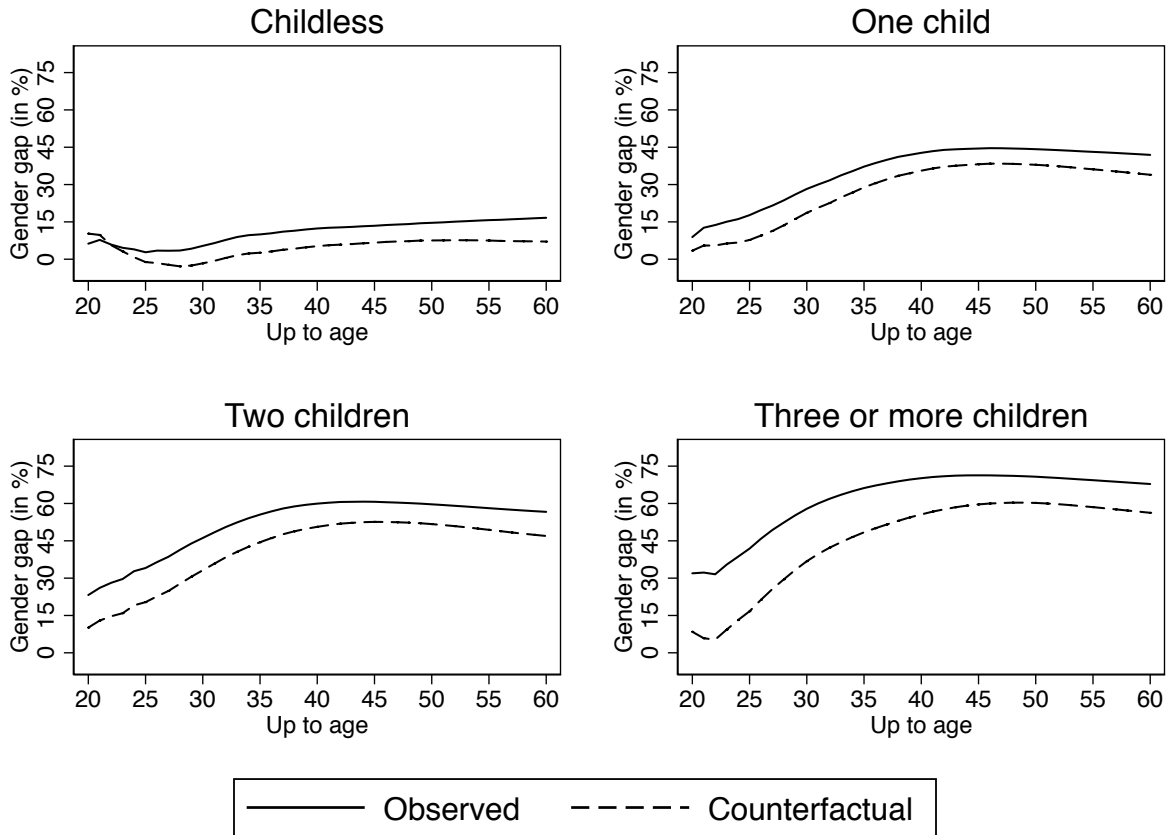 Childless
Gender gap (in %)
75
60
45
30
15
0
20 25 30 35 40 45 50 55 60
Up to age
One child
Gender gap (in %)
75
60
45
30
15
0
20 25 30 35 40 45 50 55 60
Up to age
Two children
Gender gap (in %)
75
60
45
30
15
0
20 25 30 35 40 45 50 55 60
Up to age
Three or more children
Gender gap (in %)
75
60
45
30
15
0
20 25 30 35 40 45 50 55 60
Up to age
Observed Counterfactual